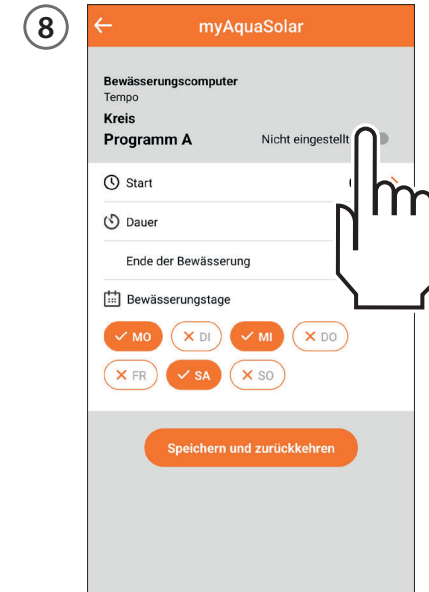 8
myAquaSolar
Bewässerungscomputer
Tempo
Kreis
Programm A Nicht eingestellt
Start
Dauer
Ende der Bewässerung
Bewässerungstage
MO DI MI DO
FR SA SO
Speichern und zurückkehren